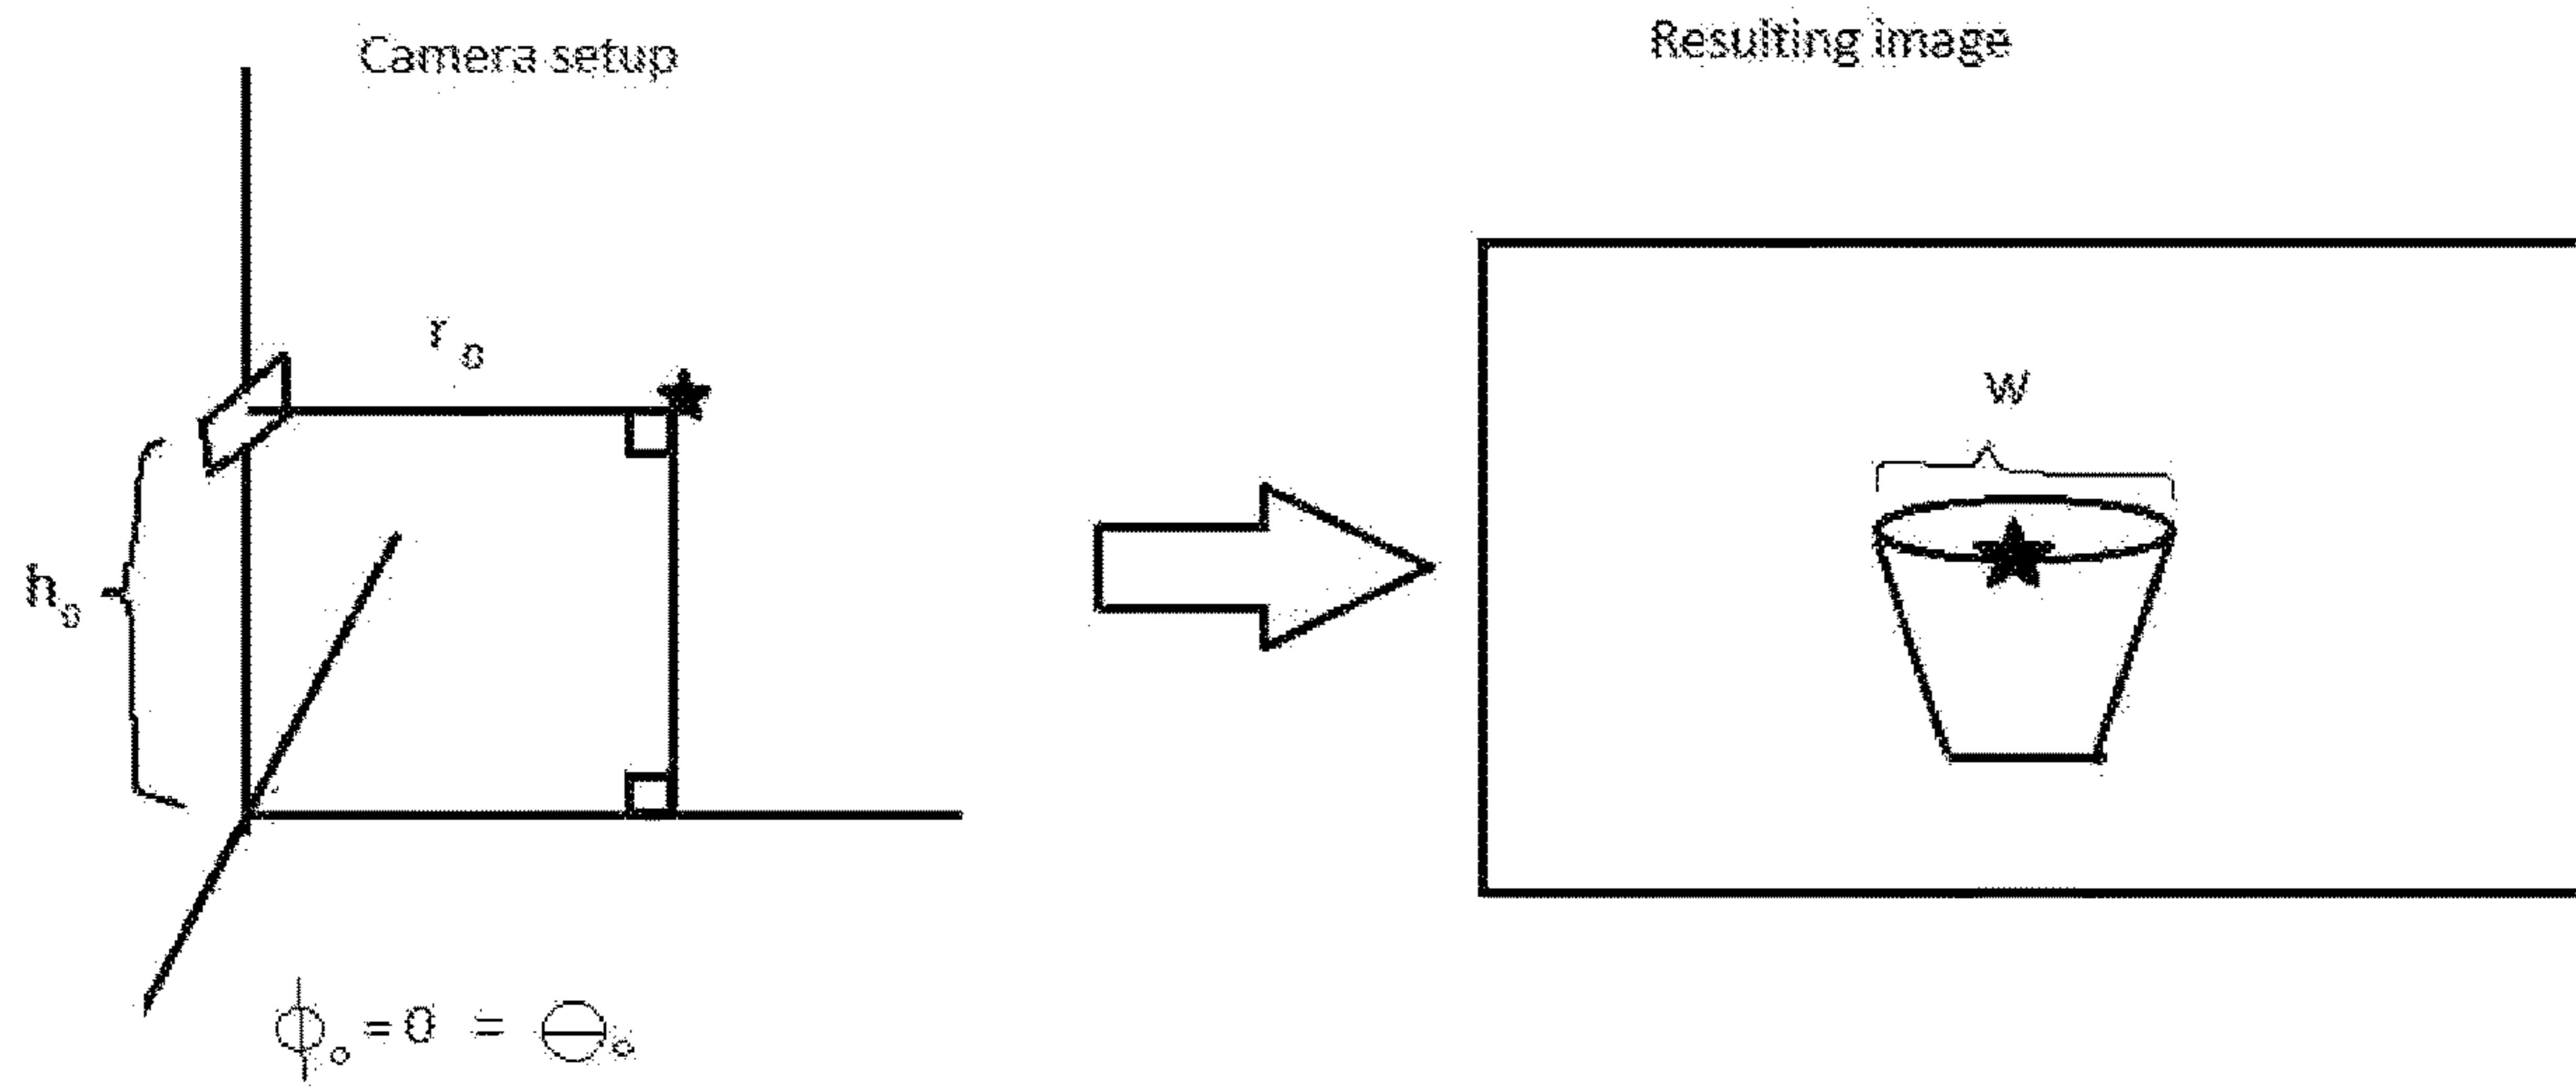 Camera setup
Resulting image
r₀
W
h₀
ϕ₀ = 0 = Θ₀